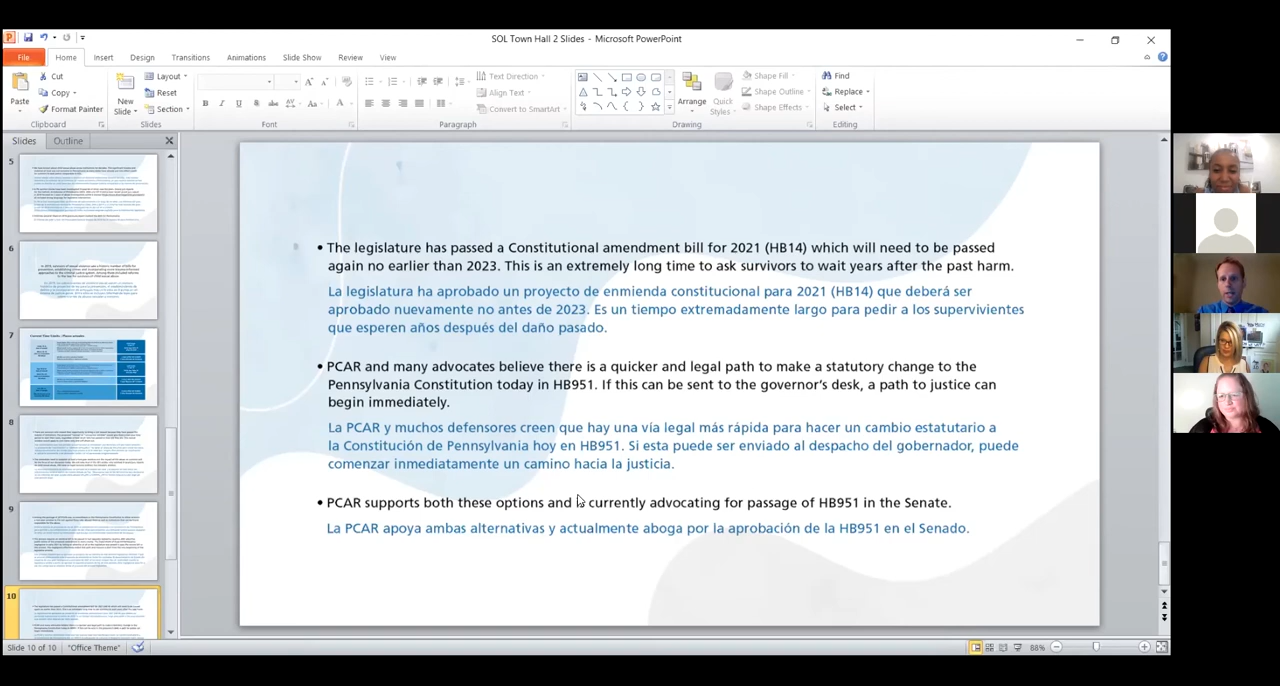 SOL Town Hall 2 Slides - Microsoft PowerPoint
File Home Insert Design Transitions Animations Slide Show Review View
Cut
Copy
Format Painter
Paste
Clipboard
New
Slide
Layout
Reset
Section
Slides
Font
Text Direction
Align Text
Convert to SmartArt
Paragraph
Arrange
Quick
Styles
Shape Fill
Shape Outline
Shape Effects
Drawing
Find
Replace
Select
Editing
Slides Outline
5
6
7
8
9
10
• The legislature has passed a Constitutional amendment bill for 2021 (HB14) which will need to be passed
again no earlier than 2023. This is an extremely long time to ask survivors to wait years after the past harm.
legislatura ha aprobado un proyecto de enmienda constitucional para 2021 (HB14) que deberá ser
aprobado nuevamente no antes de 2023. Es un tiempo extremadamente largo para pedir a los supervivientes
que esperen años después del daño pasado.
• PCAR and many advocates believe there is a quicker and legal path to make a statutory change to the
Pennsylvania Constitution today in HB951. If this can be sent to the governor's desk, a path to justice can
begin immediately.
La PCAR y muchos defensores creen que hay una vía legal más rápida para hacer un cambio estatutario a
la Constitución de Pensilvania hoy en HB951. Si esta puede ser enviada al despacho del gobernador, puede
comenzar inmediatamente un camino hacia la justicia.
• PCAR supports both these options and is currently advocating for passage of HB951 in the Senate.
PCAR apoya ambas alternativas y actualmente aboga por la aprobación de HB951 en el Senado.
Slide 10 of 10 "Office Theme" 88%